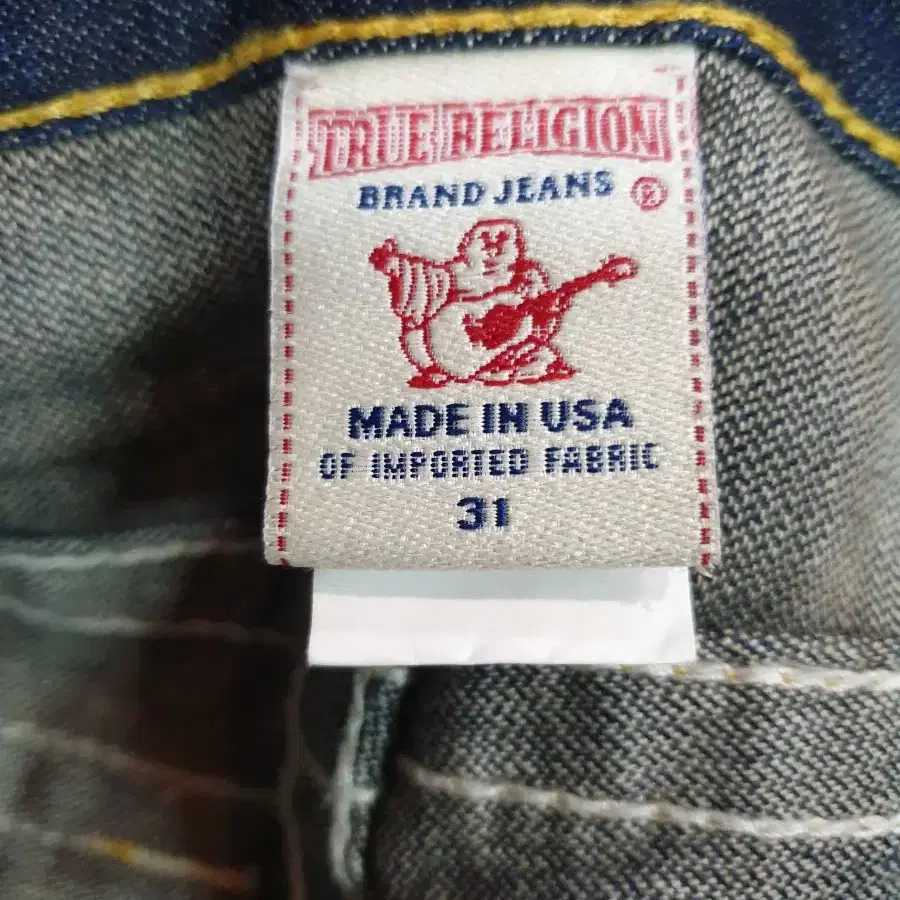 TRUE RELIGION
BRAND JEANS ®
MADE IN USA
OF IMPORTED FABRIC
31